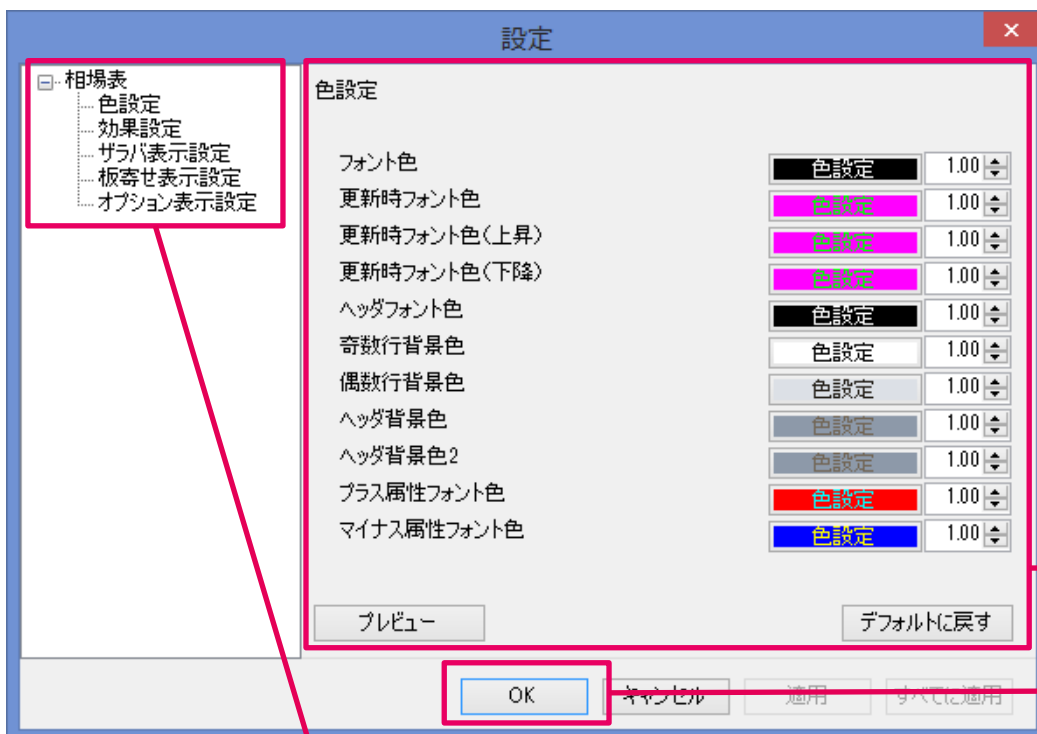 設定
相場表
色設定
効果設定
ザラバ表示設定
板寄せ表示設定
オプション表示設定
色設定
フォント色 色設定 1.00
更新時フォント色 色設定 1.00
更新時フォント色(上昇) 色設定 1.00
更新時フォント色(下降) 色設定 1.00
ヘッダフォント色 色設定 1.00
奇数行背景色 色設定 1.00
偶数行背景色 色設定 1.00
ヘッダ背景色 色設定 1.00
ヘッダ背景色2 色設定 1.00
プラス属性フォント色 色設定 1.00
マイナス属性フォント色 色設定 1.00
プレビュー デフォルトに戻す
OK キャンセル 適用 すべてに適用